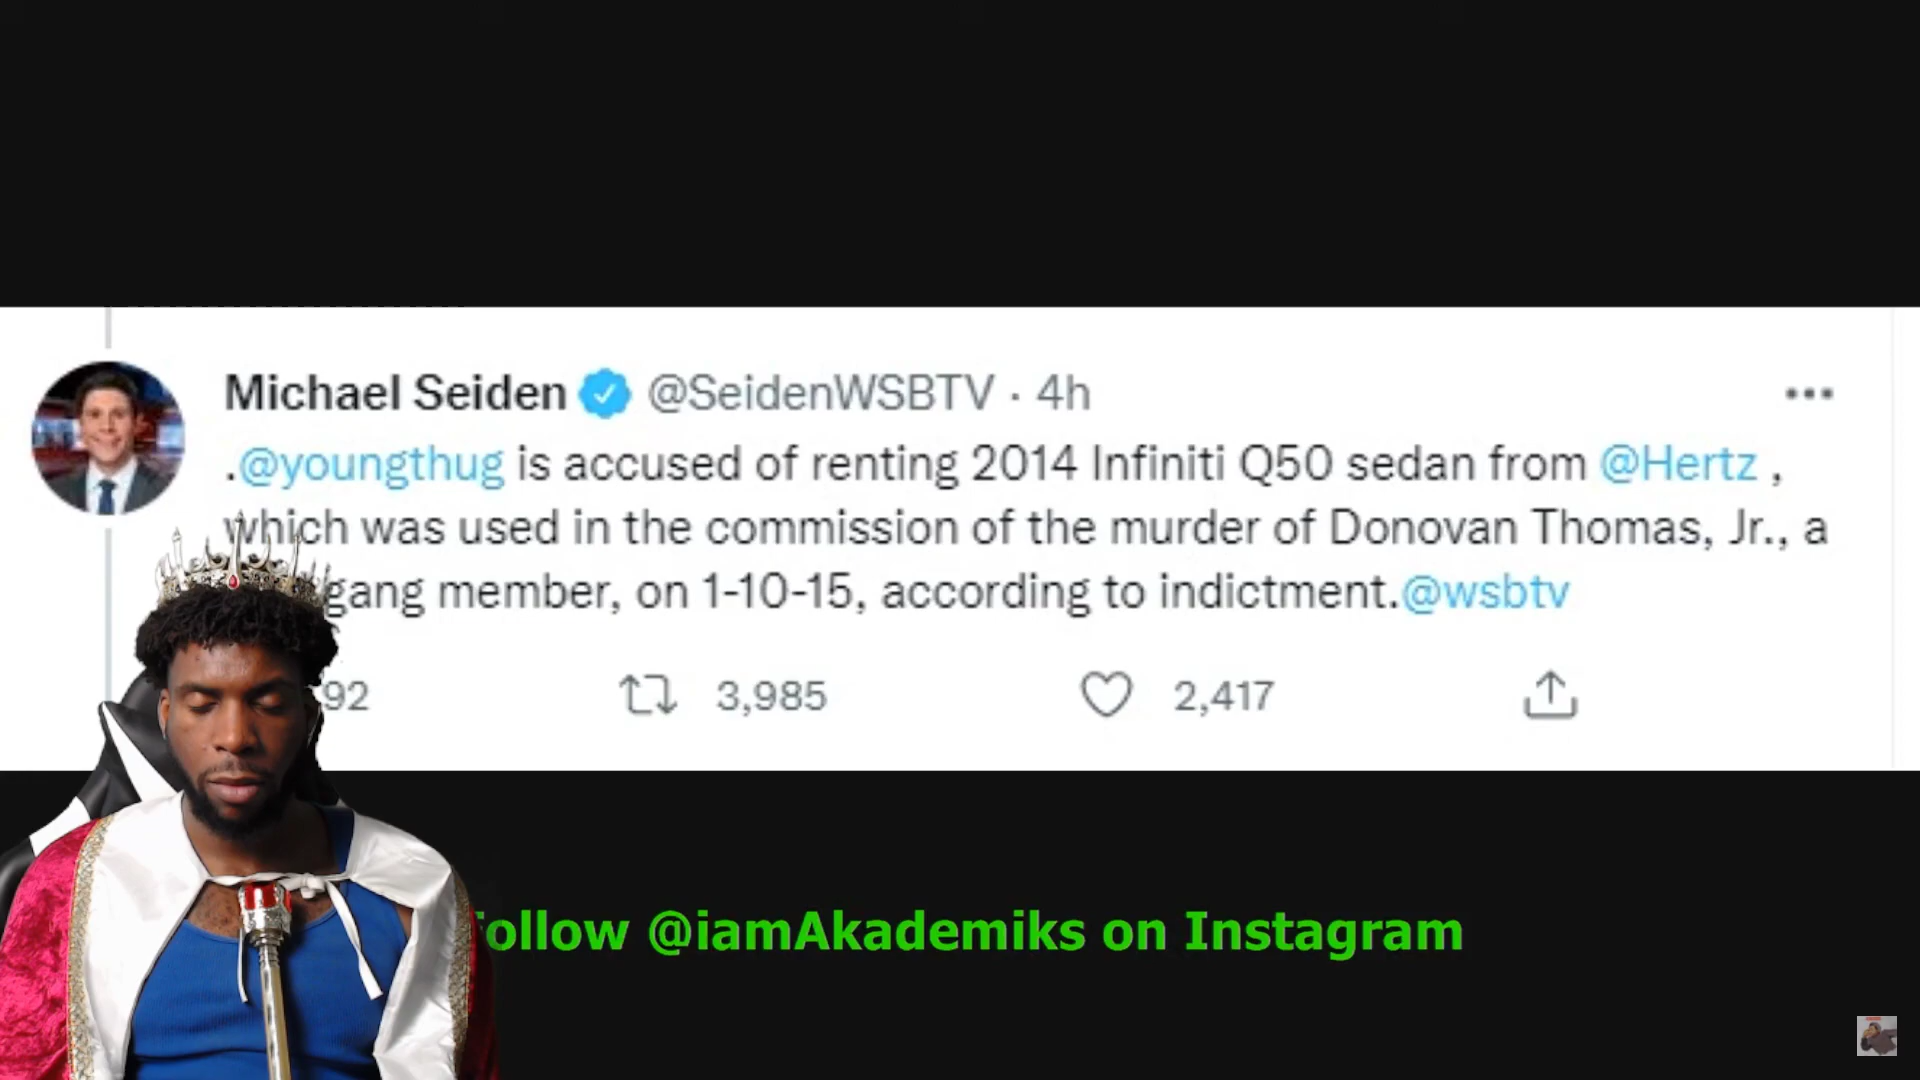 Michael Seiden @SeidenWSBTV · 4h
.@youngthug is accused of renting 2014 Infiniti Q50 sedan from @Hertz ,
which was used in the commission of the murder of Donovan Thomas, Jr., a
gang member, on 1-10-15, according to indictment.@wsbtv
92 3,985 2,417
ollow @iamAkademiks on Instagram